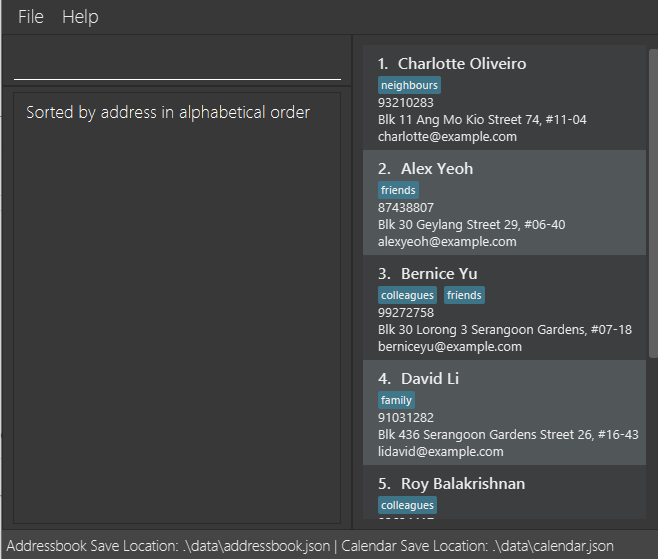 File Help
Sorted by address in alphabetical order
1. Charlotte Oliveiro
neighbours
93210283
Blk 11 Ang Mo Kio Street 74, #11-04
charlotte@example.com
2. Alex Yeoh
friends
87438807
Blk 30 Geylang Street 29, #06-40
alexyeoh@example.com
3. Bernice Yu
colleagues friends
99272758
Blk 30 Lorong 3 Serangoon Gardens, #07-18
berniceyu@example.com
4. David Li
family
91031282
Blk 436 Serangoon Gardens Street 26, #16-43
lidavid@example.com
5. Roy Balakrishnan
colleagues
Addressbook Save Location: .\data\addressbook.json | Calendar Save Location: .\data\calendar.json